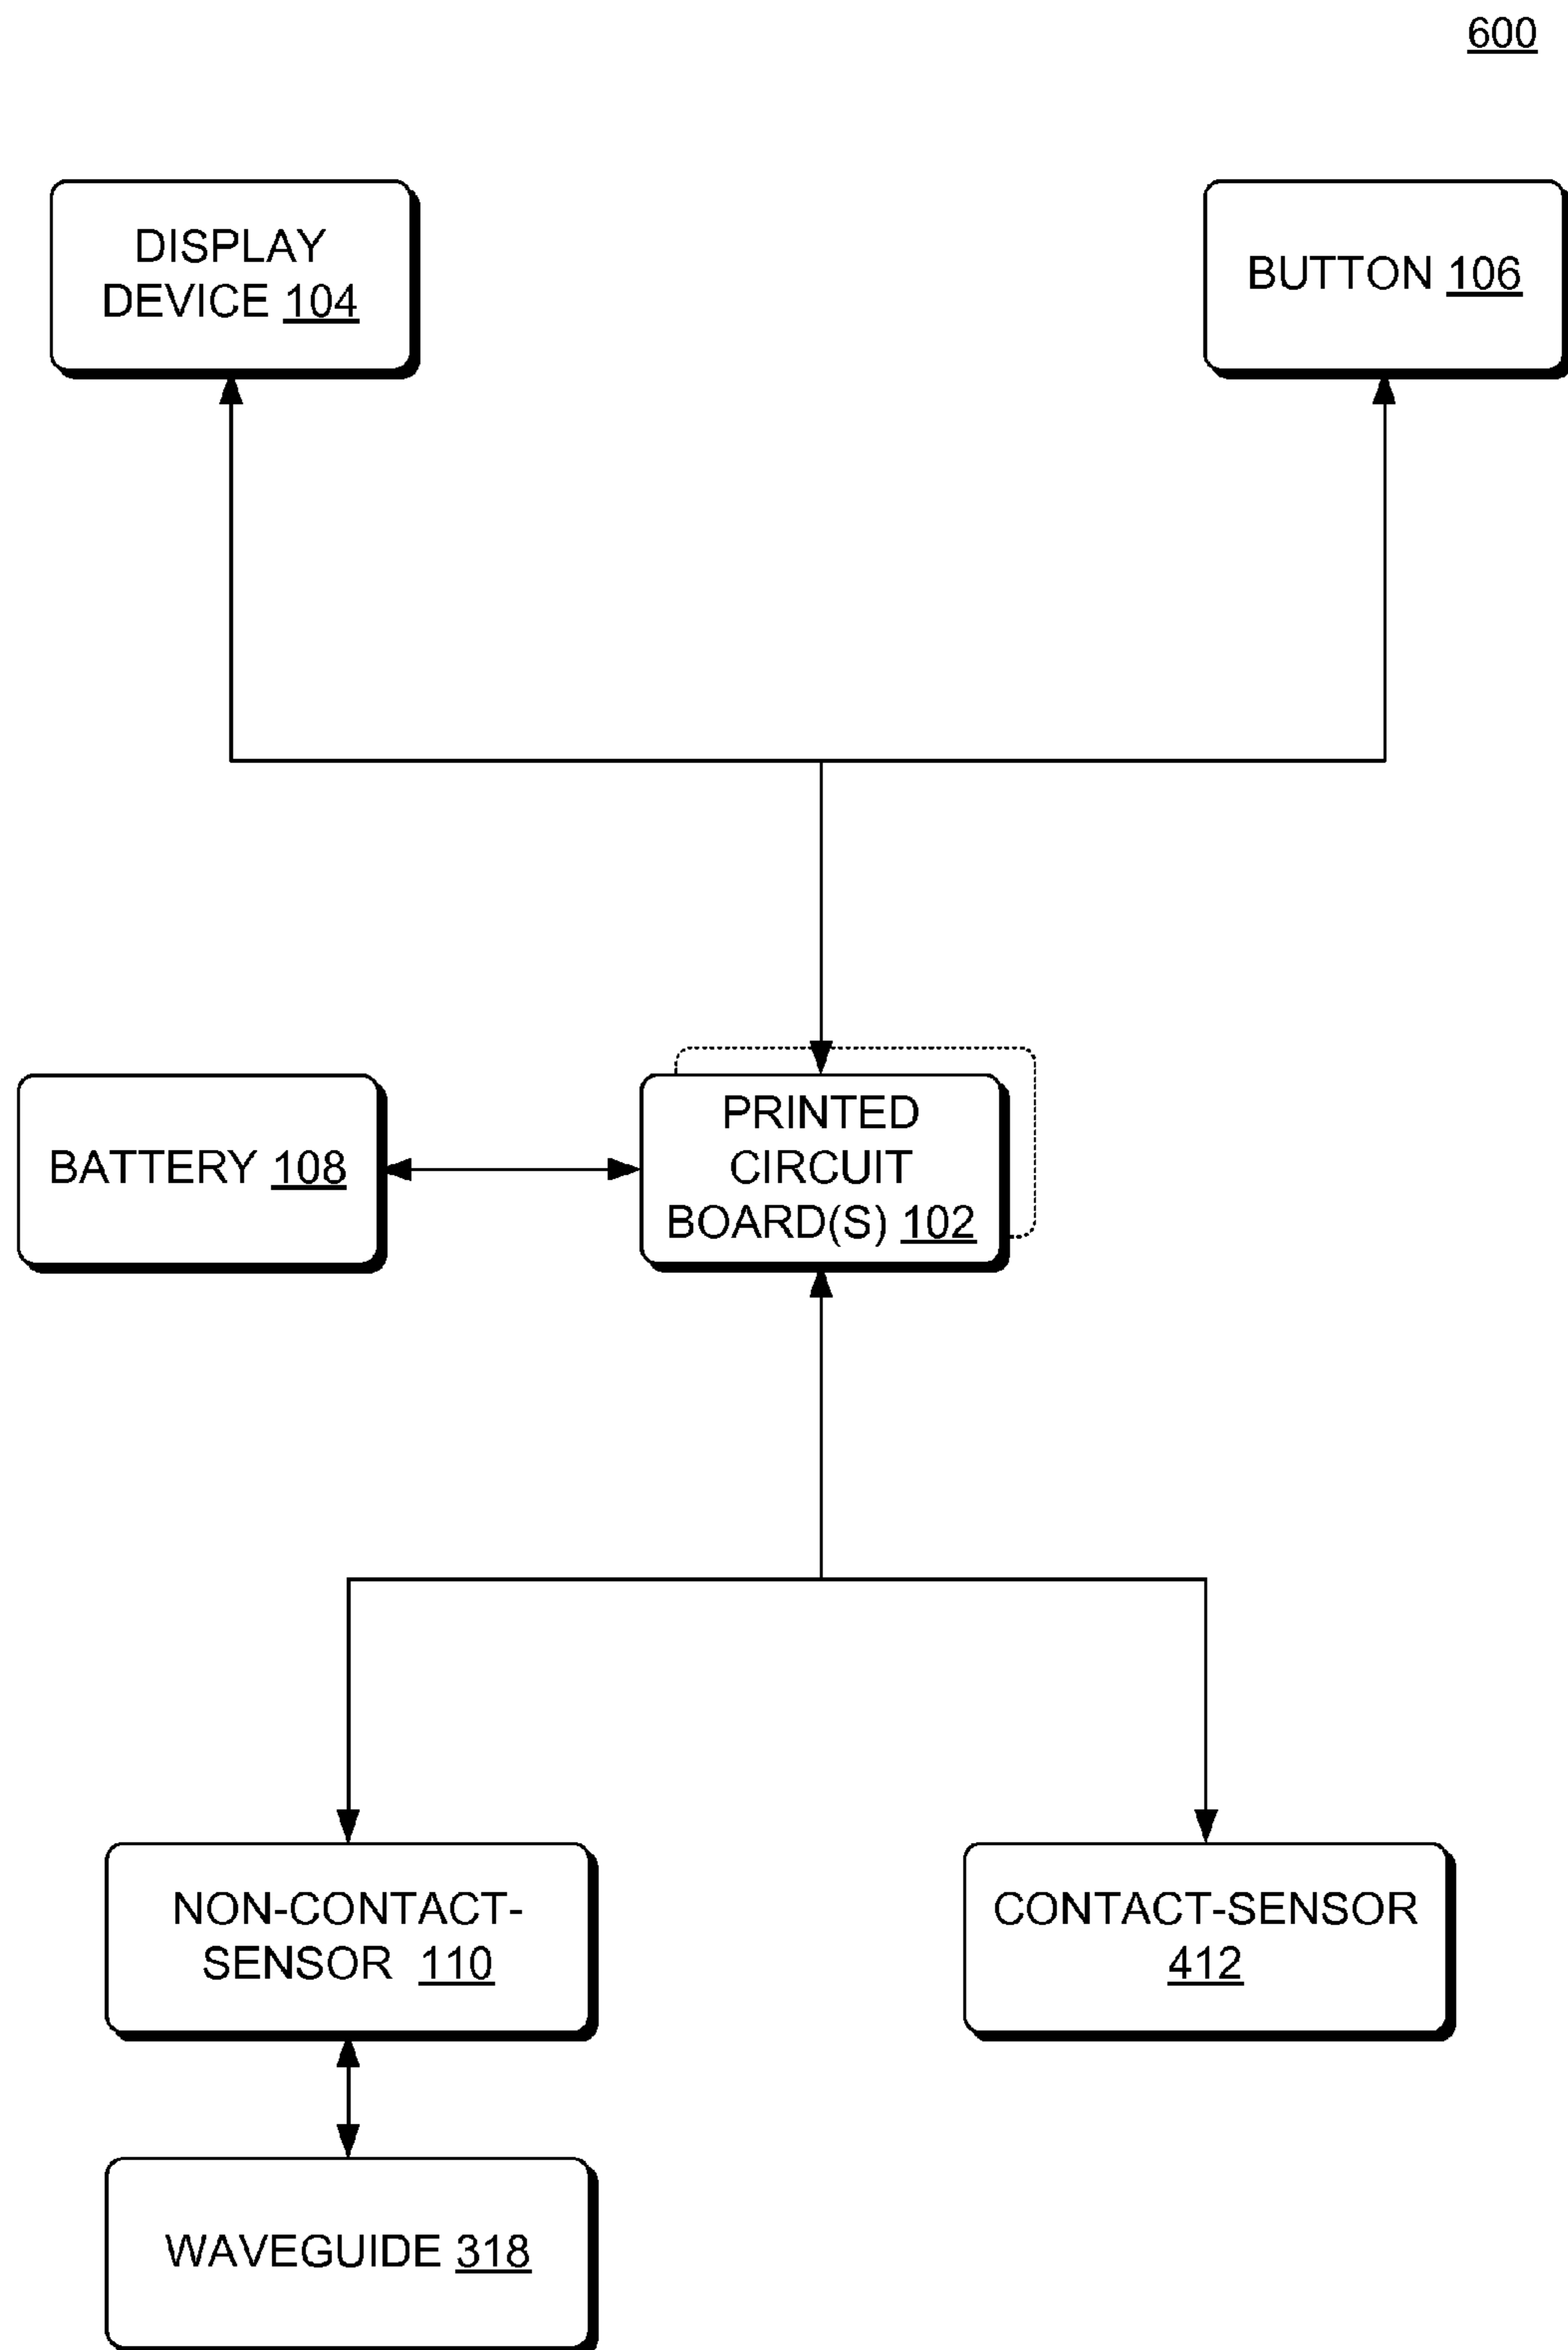 600
DISPLAY
DEVICE 104
BUTTON 106
BATTERY 108
PRINTED
CIRCUIT
BOARD(S) 102
NON-CONTACT-
SENSOR 110
CONTACT-SENSOR
412
WAVEGUIDE 318